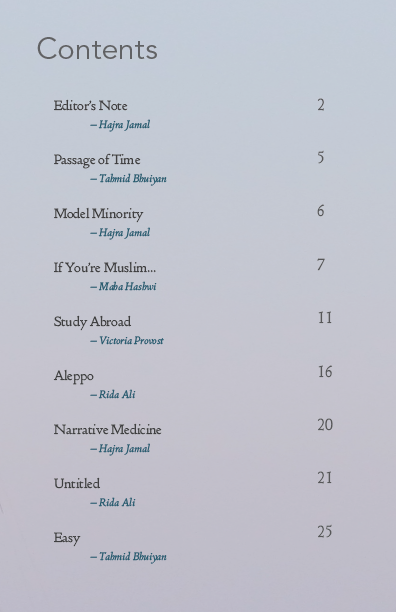 Contents
Editor's Note 2
– Hajra Jamal
Passage of Time 5
– Tahmid Bhuiyan
Model Minority 6
– Hajra Jamal
If You're Muslim... 7
– Maha Hashwi
Study Abroad 11
– Victoria Provost
Aleppo 16
– Rida Ali
Narrative Medicine 20
– Hajra Jamal
Untitled 21
– Rida Ali
Easy 25
– Tahmid Bhuiyan